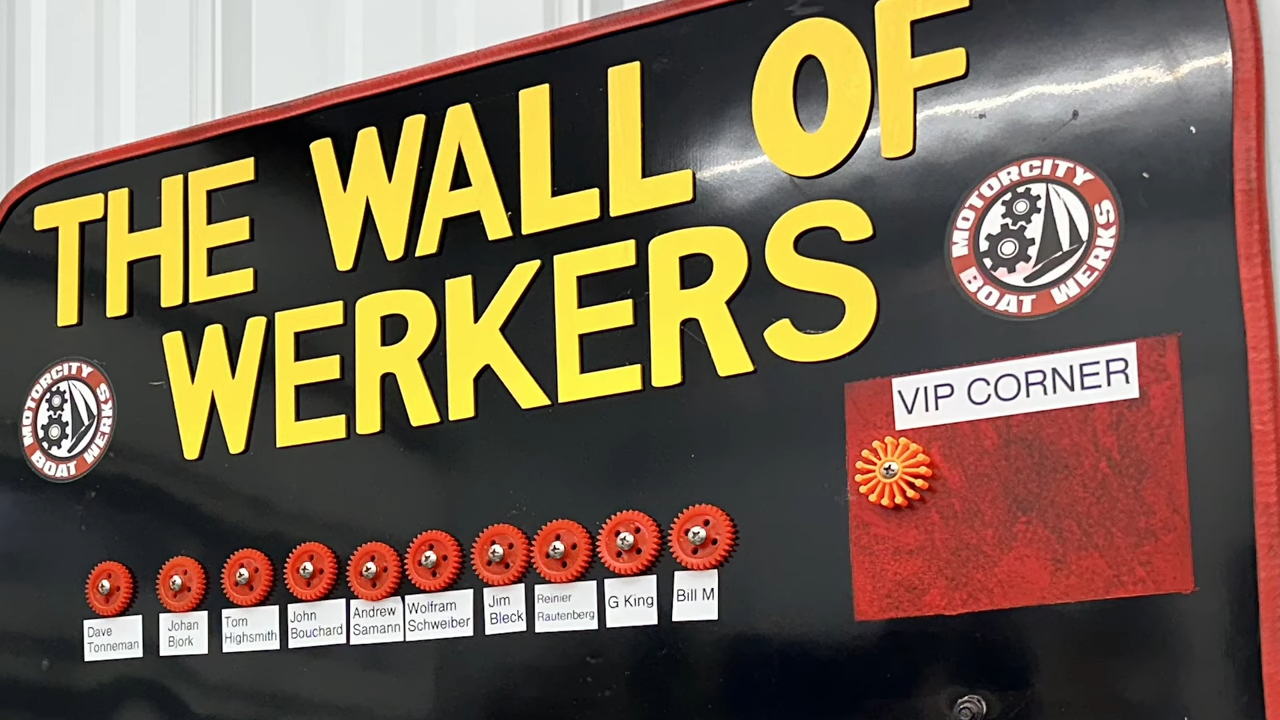 THE WALL OF
WERKERS
MOTORCITY
BOAT WERKS
MOTORCITY
BOAT WERKS
VIP CORNER
Dave
Tonneman
Johan
Bjork
Tom
Highsmith
John
Bouchard
Andrew
Samann
Wolfram
Schweiber
Jim
Bleck
Reinier
Rautenberg
G King
Bill M